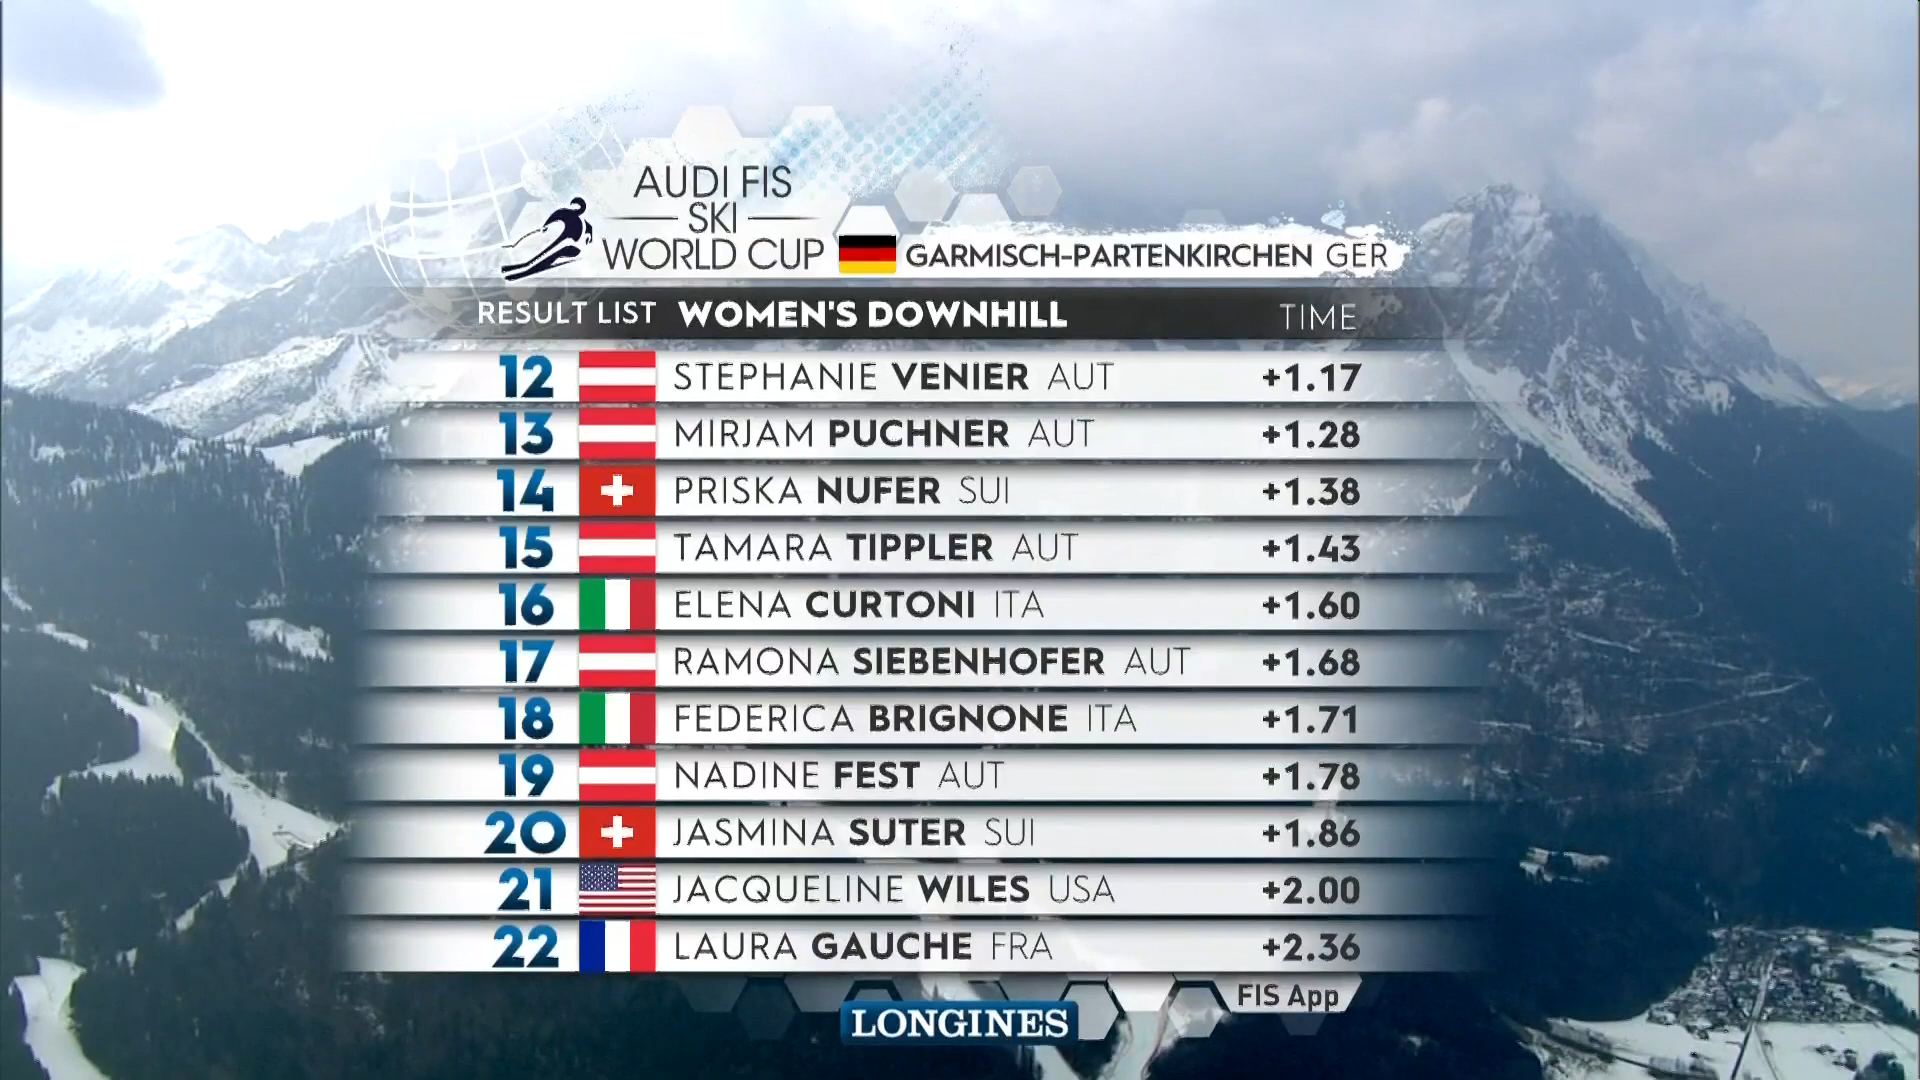 AUDI FIS
SKI
WORLD CUP
GARMISCH-PARTENKIRCHEN GER
RESULT LIST WOMEN'S DOWNHILL TIME
12 STEPHANIE VENIER AUT +1.17
13 MIRJAM PUCHNER AUT +1.28
14 PRISKA NUFER SUI +1.38
15 TAMARA TIPPLER AUT +1.43
16 ELENA CURTONI ITA +1.60
17 RAMONA SIEBENHOFER AUT +1.68
18 FEDERICA BRIGNONE ITA +1.71
19 NADINE FEST AUT +1.78
20 JASMINA SUTER SUI +1.86
21 JACQUELINE WILES USA +2.00
22 LAURA GAUCHE FRA +2.36
FIS App
LONGINES